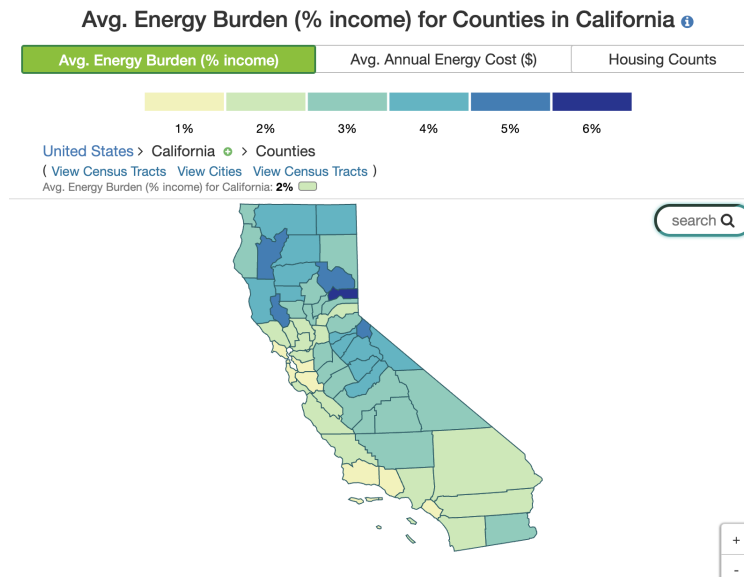 Avg. Energy Burden (% income) for Counties in California
Avg. Energy Burden (% income) Avg. Annual Energy Cost ($) Housing Counts
1% 2% 3% 4% 5% 6%
United States > California > Counties
( View Census Tracts View Cities View Census Tracts )
Avg. Energy Burden (% income) for California: 2%
search
+
-